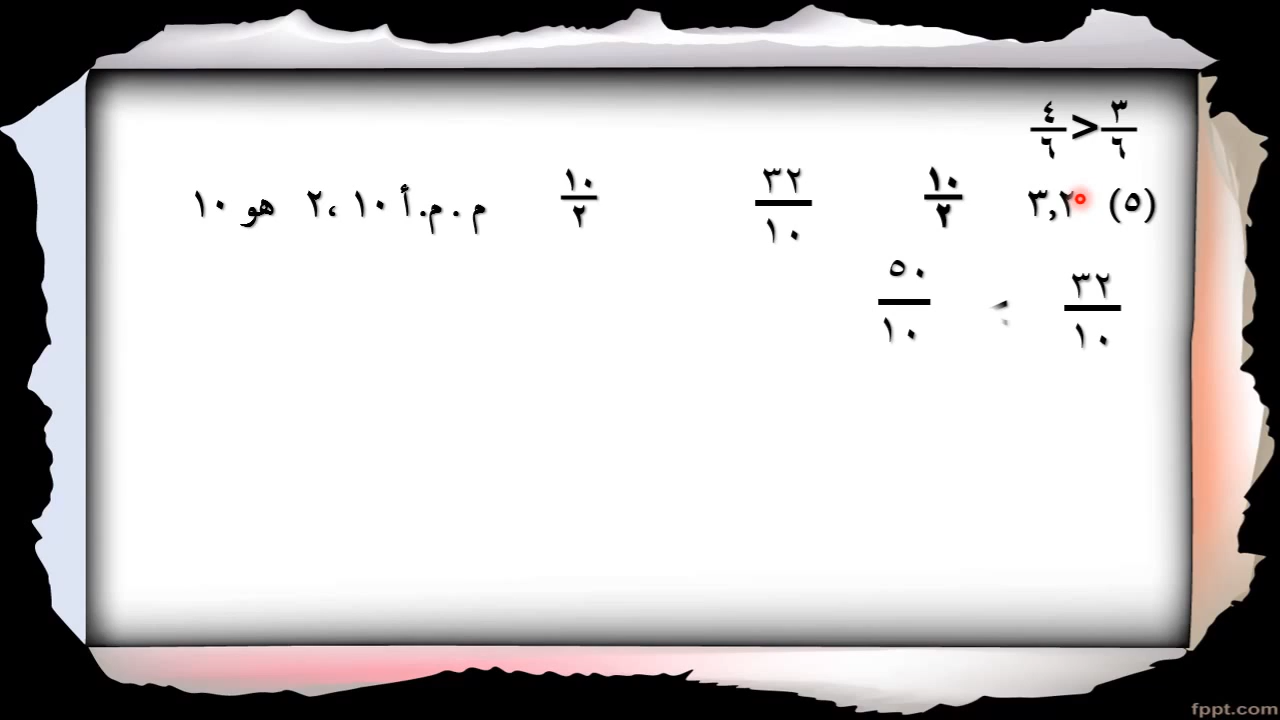 ٣/٦ > ٤/٦
(٥) ٣,٢ ١٠/٢ ٣٢/١٠ ١٠/٢ م . م.أ ١٠ ،٢ هو ١٠
٣٢/١٠ ٥٠/١٠
fppt.com